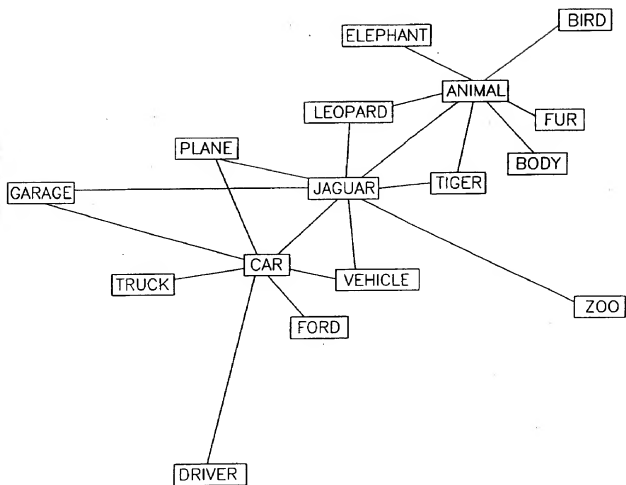 BIRD
ELEPHANT
ANIMAL
LEOPARD
FUR
PLANE
BODY
GARAGE
JAGUAR
TIGER
CAR
TRUCK
VEHICLE
ZOO
FORD
DRIVER